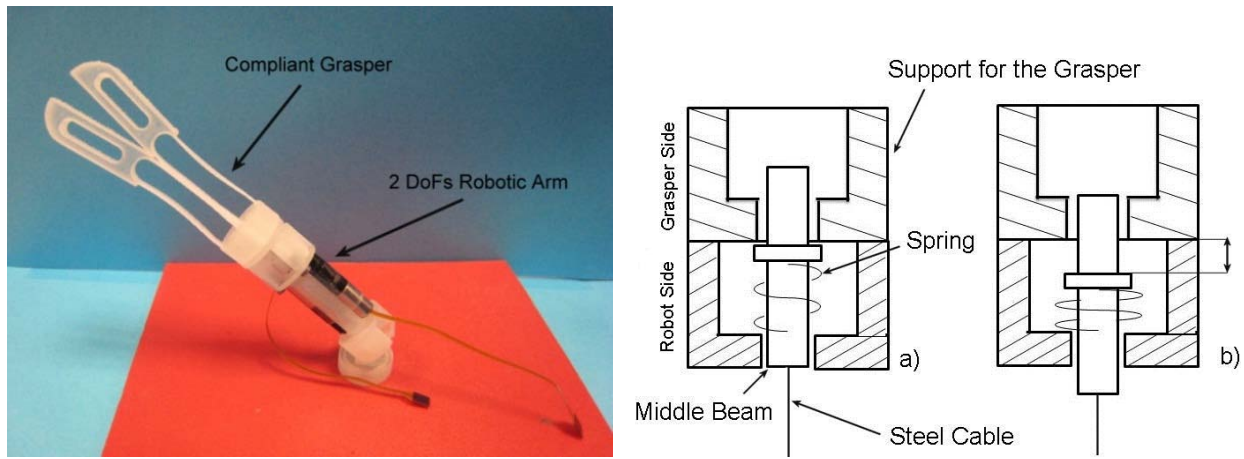 Compliant Grasper
2 DoFs Robotic Arm
Support for the Grasper
Grasper Side
Spring
Robot Side
a)
b)
Middle Beam
Steel Cable